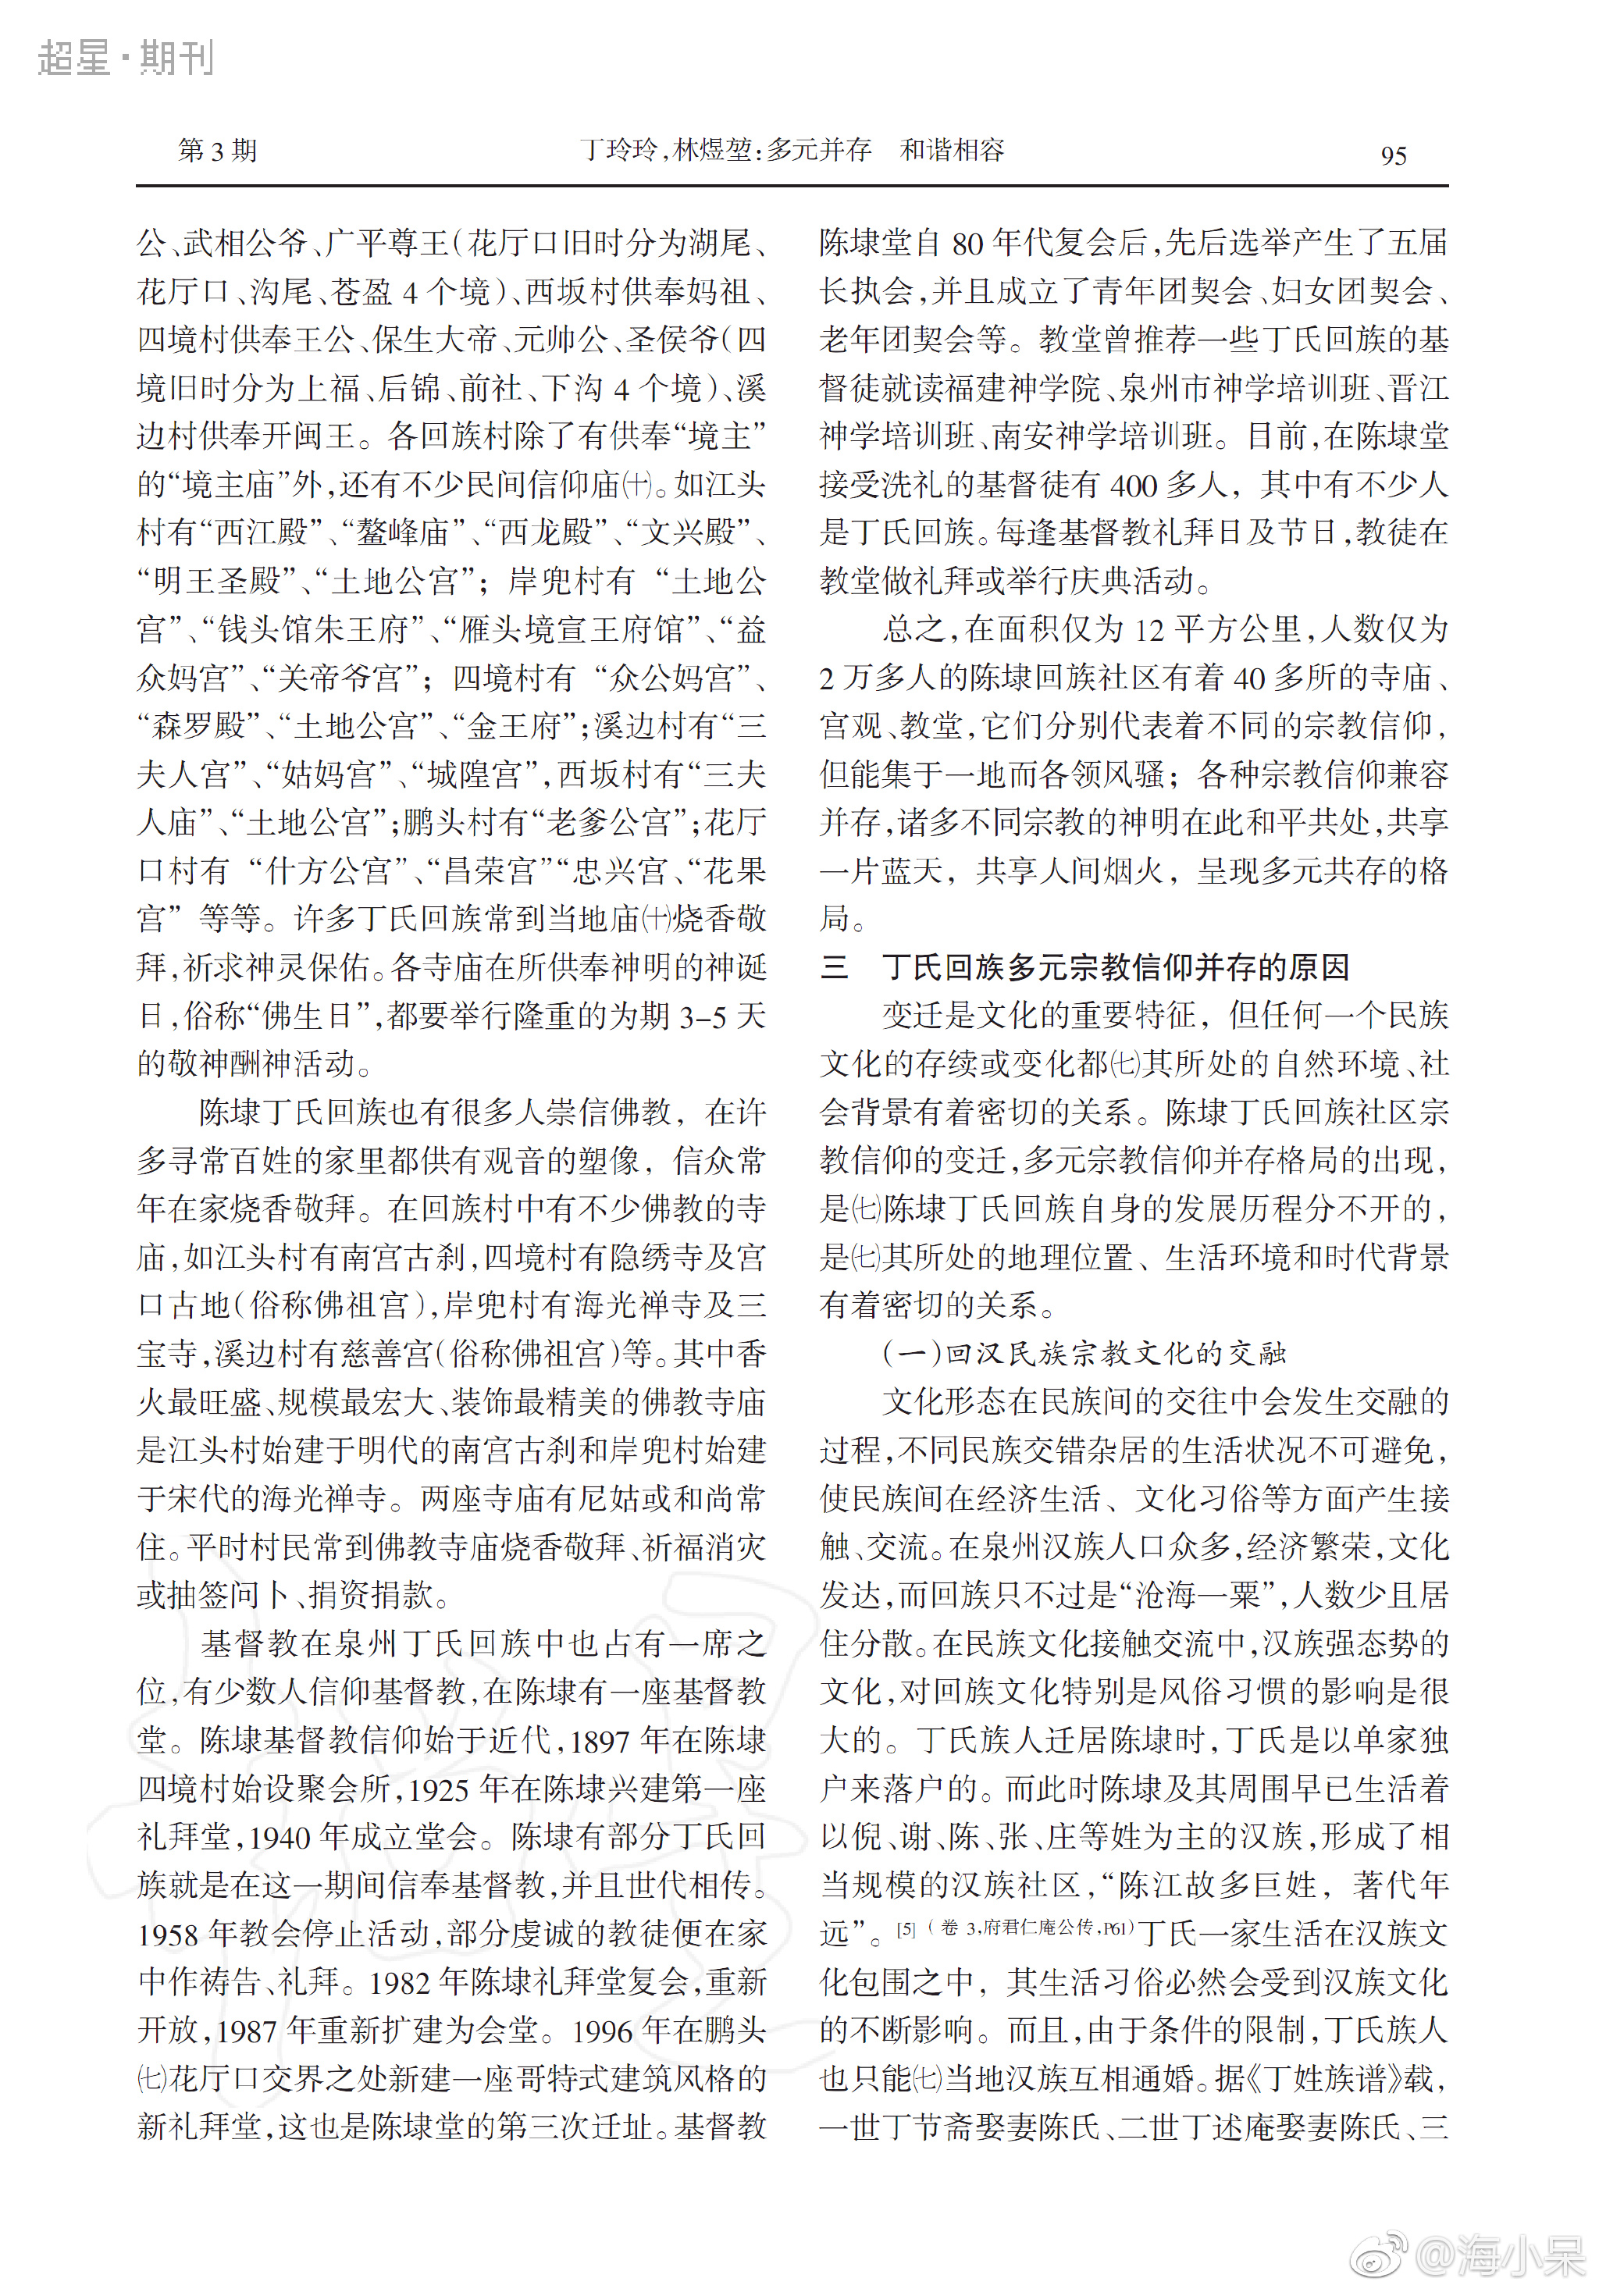 超星·期刊
第 3 期
丁玲玲,林煜堃:多元并存 和谐相容
95
公、武相公爷、广平尊王(花厅口旧时分为湖尾、
花厅口、沟尾、苍盈 4 个境)、西坂村供奉妈祖、
四境村供奉王公、保生大帝、元帅公、圣侯爷(四
境旧时分为上福、后锦、前社、下沟 4 个境)、溪
边村供奉开闽王。各回族村除了有供奉“境主”
的“境主庙”外,还有不少民间信仰庙㈩。如江头
村有“西江殿”、“鳌峰庙”、“西龙殿”、“文兴殿”、
“明王圣殿”、“土地公宫”; 岸兜村有 “土地公
宫”、“钱头馆朱王府”、“雁头境宣王府馆”、“益
众妈宫”、“关帝爷宫”; 四境村有 “众公妈宫”、
“森罗殿”、“土地公宫”、“金王府”;溪边村有“三
夫人宫”、“姑妈宫”、“城隍宫”,西坂村有“三夫
人庙”、“土地公宫”;鹏头村有“老爹公宫”;花厅
口村有 “什方公宫”、“昌荣宫”“忠兴宫、“花果
宫” 等等。许多丁氏回族常到当地庙㈩烧香敬
拜,祈求神灵保佑。各寺庙在所供奉神明的神诞
日,俗称“佛生日”,都要举行隆重的为期 3-5 天
的敬神酬神活动。
陈埭丁氏回族也有很多人崇信佛教, 在许
多寻常百姓的家里都供有观音的塑像, 信众常
年在家烧香敬拜。在回族村中有不少佛教的寺
庙,如江头村有南宫古刹,四境村有隐绣寺及宫
口古地(俗称佛祖宫),岸兜村有海光禅寺及三
宝寺,溪边村有慈善宫(俗称佛祖宫)等。其中香
火最旺盛、规模最宏大、装饰最精美的佛教寺庙
是江头村始建于明代的南宫古刹和岸兜村始建
于宋代的海光禅寺。两座寺庙有尼姑或和尚常
住。平时村民常到佛教寺庙烧香敬拜、祈福消灾
或抽签问卜、捐资捐款。
基督教在泉州丁氏回族中也占有一席之
位,有少数人信仰基督教,在陈埭有一座基督教
堂。陈埭基督教信仰始于近代,1897 年在陈埭
四境村始设聚会所,1925 年在陈埭兴建第一座
礼拜堂,1940 年成立堂会。陈埭有部分丁氏回
族就是在这一期间信奉基督教,并且世代相传。
1958 年教会停止活动,部分虔诚的教徒便在家
中作祷告、礼拜。1982 年陈埭礼拜堂复会,重新
开放,1987 年重新扩建为会堂。1996 年在鹏头
㈦花厅口交界之处新建一座哥特式建筑风格的
新礼拜堂,这也是陈埭堂的第三次迁址。基督教
陈埭堂自 80 年代复会后,先后选举产生了五届
长执会,并且成立了青年团契会、妇女团契会、
老年团契会等。教堂曾推荐一些丁氏回族的基
督徒就读福建神学院、泉州市神学培训班、晋江
神学培训班、南安神学培训班。目前,在陈埭堂
接受洗礼的基督徒有 400 多人, 其中有不少人
是丁氏回族。每逢基督教礼拜日及节日,教徒在
教堂做礼拜或举行庆典活动。
总之,在面积仅为 12 平方公里,人数仅为
2 万多人的陈埭回族社区有着 40 多所的寺庙、
宫观、教堂,它们分别代表着不同的宗教信仰,
但能集于一地而各领风骚; 各种宗教信仰兼容
并存,诸多不同宗教的神明在此和平共处,共享
一片蓝天, 共享人间烟火, 呈现多元共存的格
局。
三 丁氏回族多元宗教信仰并存的原因
变迁是文化的重要特征, 但任何一个民族
文化的存续或变化都㈦其所处的自然环境、社
会背景有着密切的关系。陈埭丁氏回族社区宗
教信仰的变迁,多元宗教信仰并存格局的出现,
是㈦陈埭丁氏回族自身的发展历程分不开的,
是㈦其所处的地理位置、生活环境和时代背景
有着密切的关系。
(一)回汉民族宗教文化的交融
文化形态在民族间的交往中会发生交融的
过程,不同民族交错杂居的生活状况不可避免,
使民族间在经济生活、文化习俗等方面产生接
触、交流。在泉州汉族人口众多,经济繁荣,文化
发达,而回族只不过是“沧海一粟”,人数少且居
住分散。在民族文化接触交流中,汉族强态势的
文化,对回族文化特别是风俗习惯的影响是很
大的。丁氏族人迁居陈埭时,丁氏是以单家独
户来落户的。而此时陈埭及其周围早已生活着
以倪、谢、陈、张、庄等姓为主的汉族,形成了相
当规模的汉族社区,“陈江故多巨姓, 著代年
远”。[5] (卷 3,府君仁庵公传,P61)丁氏一家生活在汉族文
化包围之中, 其生活习俗必然会受到汉族文化
的不断影响。而且,由于条件的限制,丁氏族人
也只能㈦当地汉族互相通婚。据《丁姓族谱》载,
一世丁节斋娶妻陈氏、二世丁述庵娶妻陈氏、三
@海小呆